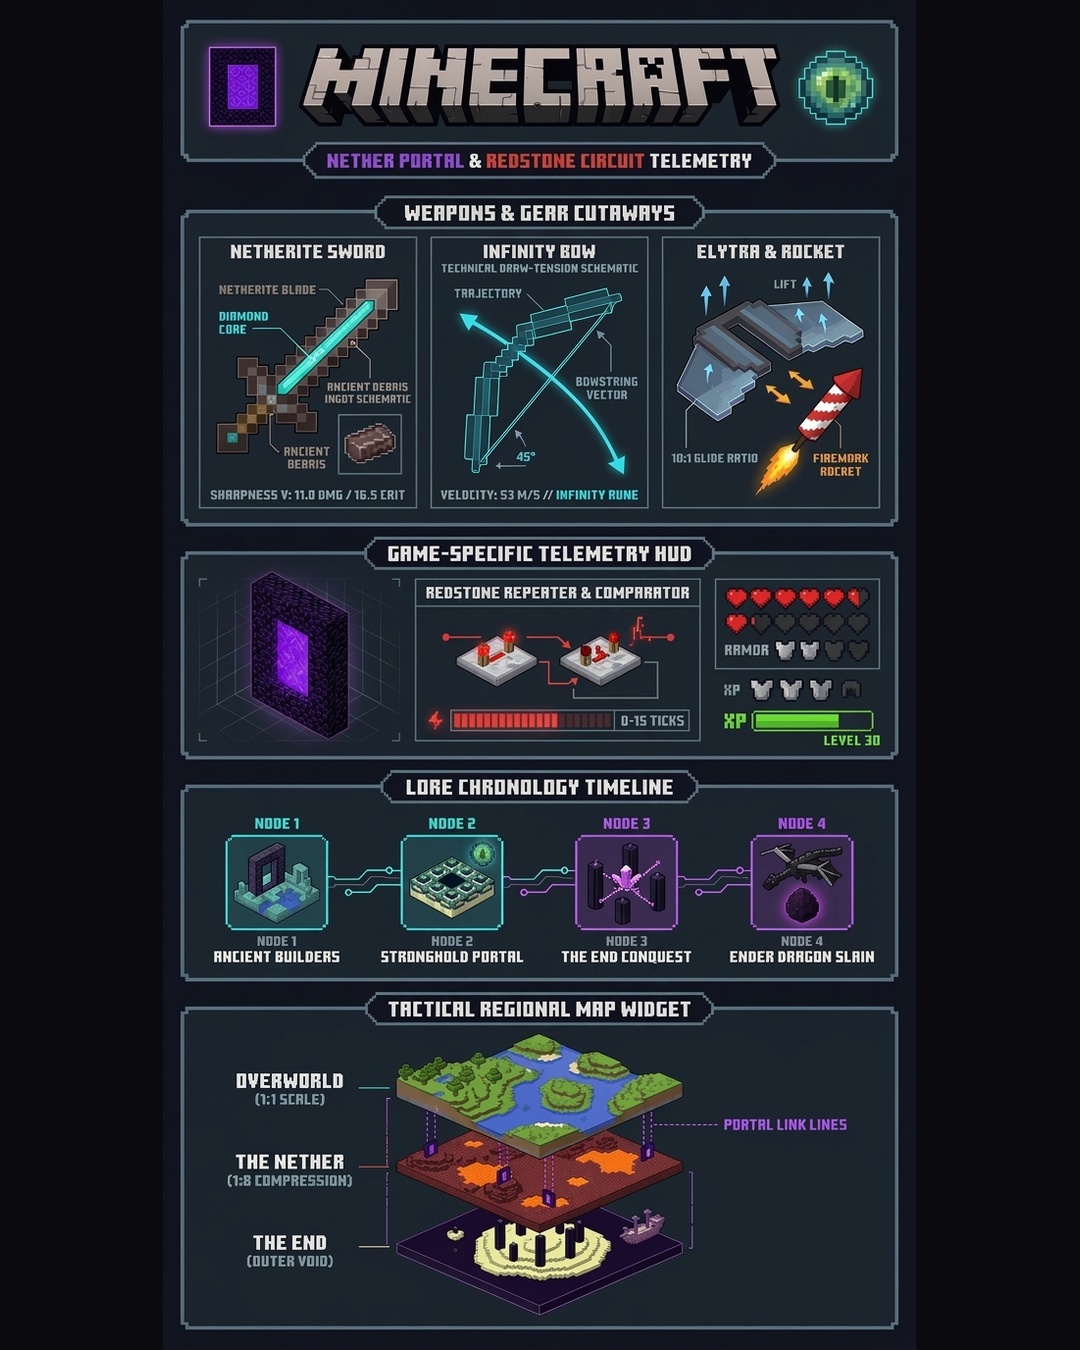 MINECRAFT
NETHER PORTAL & REDSTONE CIRCUIT TELEMETRY
WEAPONS & GEAR CUTAWAYS
NETHERITE SWORD
NETHERITE BLADE
DIAMOND
CORE
ANCIENT DEBRIS
INGOT SCHEMATIC
ANCIENT
BEBRIS
SHARPNESS V: 11.0 DMG / 16.5 CRIT
INFINITY BOW
TECHNICAL DRAW-TENSION SCHEMATIC
TRAJECTORY
BOWSTRING
VECTOR
45°
VELOCITY: 53 M/S // INFINITY RUNE
ELYTRA & ROCKET
LIFT
10:1 GLIDE RATIO
FIREMORK
ROCRET
GAME-SPECIFIC TELEMETRY HUD
REDSTONE REPEATER & COMPARATOR
0-15 TICKS
ARMOR
XP
XP
LEVEL 30
LORE CHRONOLOGY TIMELINE
NODE 1
NODE 2
NODE 3
NODE 4
NODE 1
ANCIENT BUILDERS
HODE 2
STRONGHOLD PORTAL
HODE 3
THE END CONQUEST
NODE 4
ENDER DRAGON SLAIN
TACTICAL REGIONAL MAP WIDGET
OVERWORLD
(1:1 SCALE)
PORTAL LINK LINES
THE NETHER
(1:8 COMPRESSION)
THE END
(OUTER VOID)